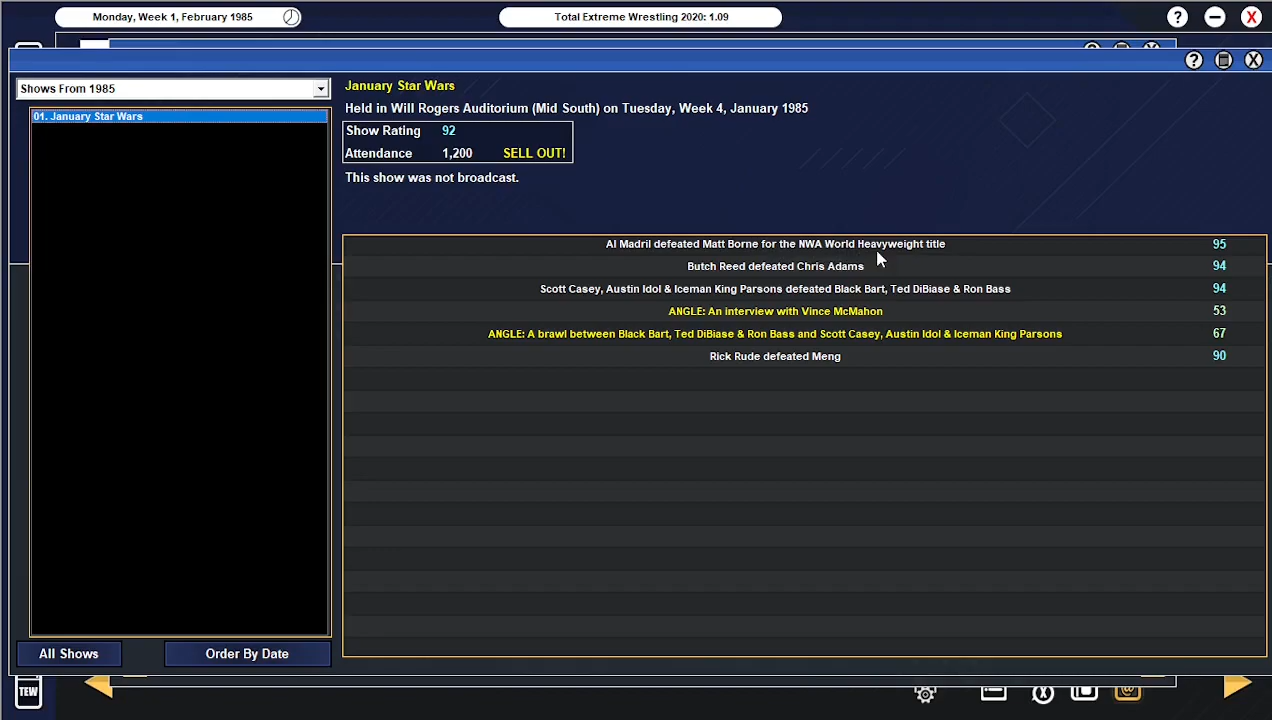 Monday, Week 1, February 1985
Total Extreme Wrestling 2020: 1.09
?
X
?
X
Shows From 1985
January Star Wars
01. January Star Wars
Held in Will Rogers Auditorium (Mid South) on Tuesday, Week 4, January 1985
Show Rating 92
Attendance 1,200 SELL OUT!
This show was not broadcast.
Al Madril defeated Matt Borne for the NWA World Heavyweight title 95
Butch Reed defeated Chris Adams 94
Scott Casey, Austin Idol & Iceman King Parsons defeated Black Bart, Ted DiBiase & Ron Bass 94
ANGLE: An interview with Vince McMahon 53
ANGLE: A brawl between Black Bart, Ted DiBiase & Ron Bass and Scott Casey, Austin Idol & Iceman King Parsons 67
Rick Rude defeated Meng 90
All Shows
Order By Date
TEW
X
@